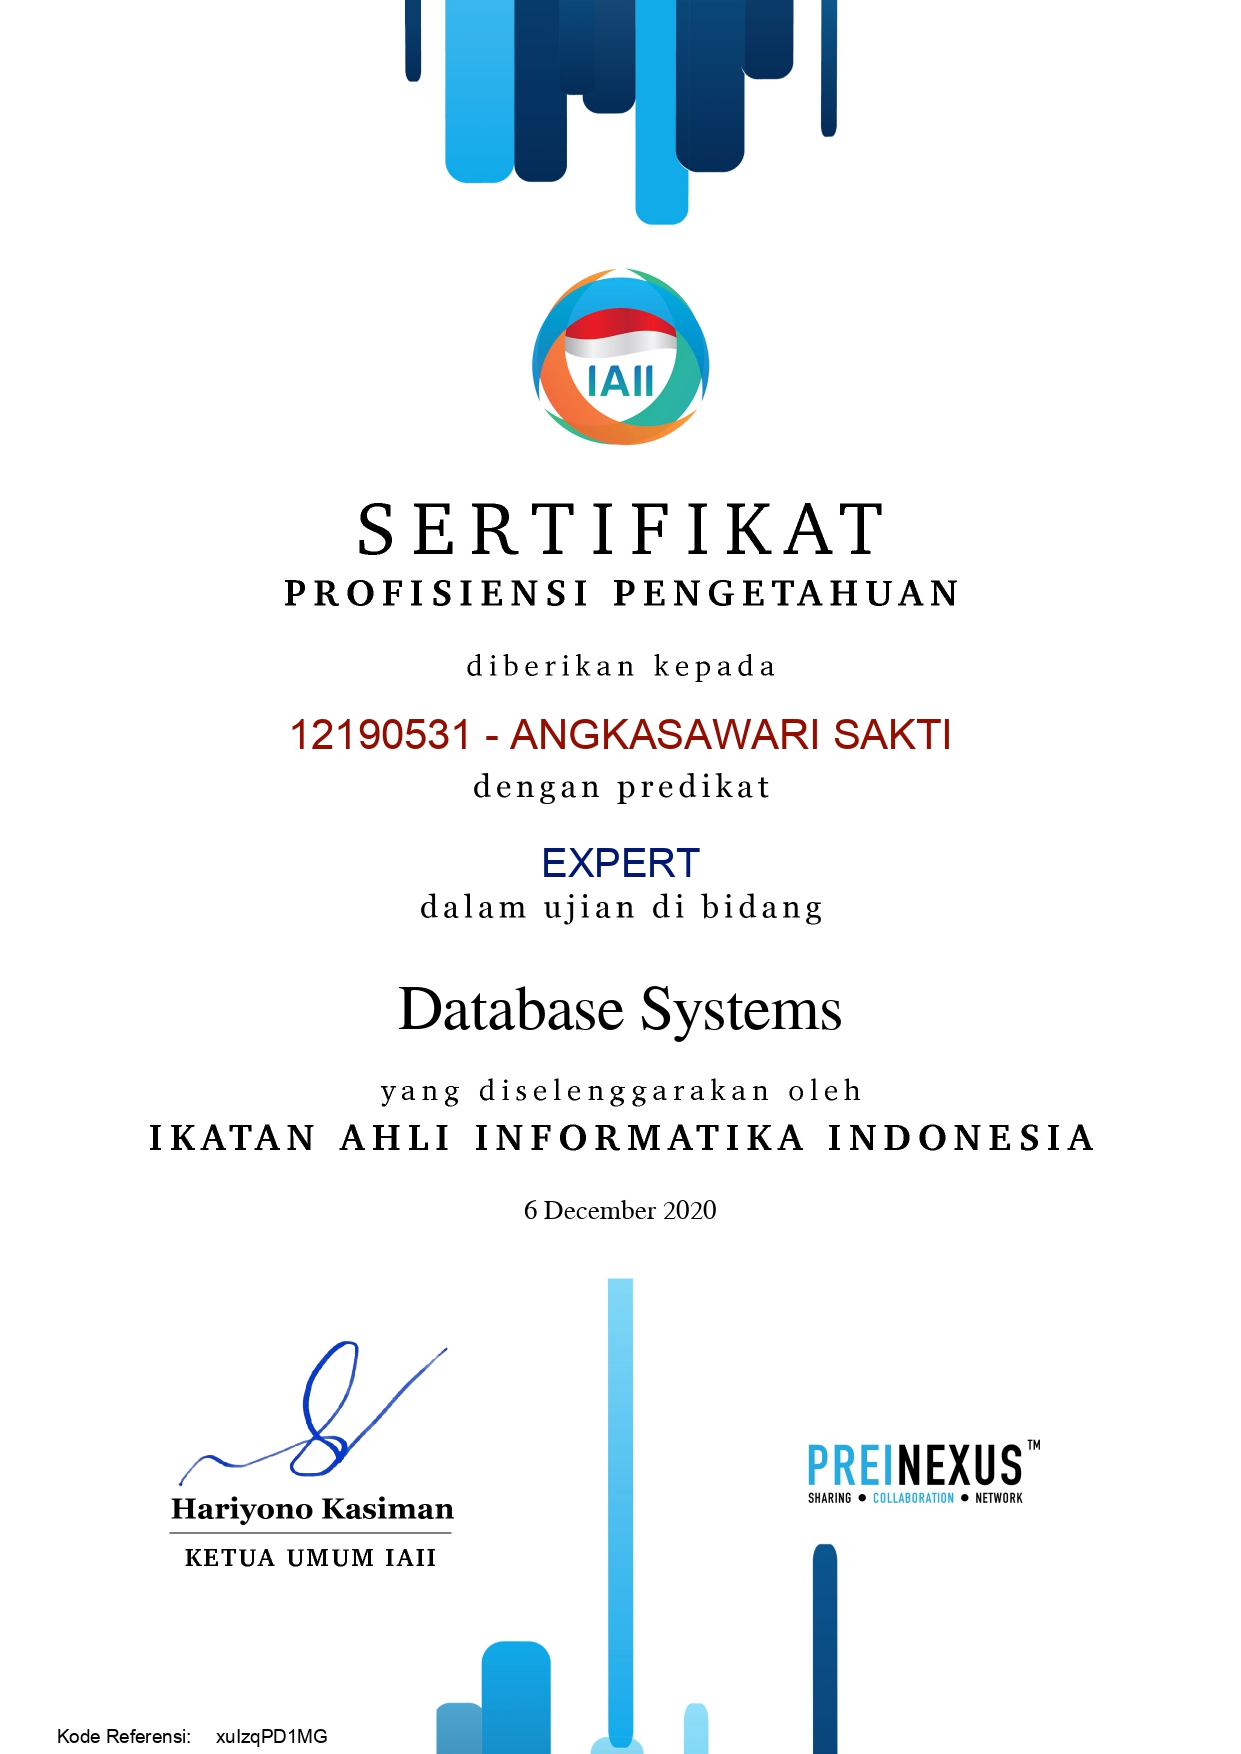 IAII
SERTIFIKAT
PROFISIENSI PENGETAHUAN
diberikan kepada
12190531 - ANGKASAWARI SAKTI
dengan predikat
EXPERT
dalam ujian di bidang
Database Systems
yang diselenggarakan oleh
IKATAN AHLI INFORMATIKA INDONESIA
6 December 2020
Hariyono Kasiman
KETUA UMUM IAII
PREINEXUS™
SHARING ● COLLABORATION ● NETWORK
Kode Referensi: xuIzqPD1MG